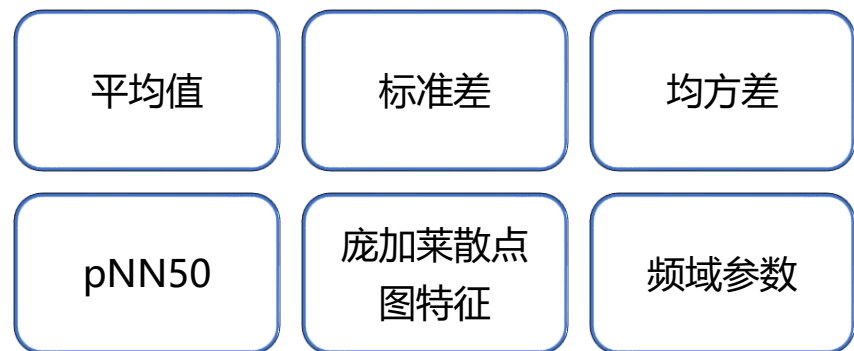 平均值
标准差
均方差
pNN50
庞加莱散点
图特征
频域参数